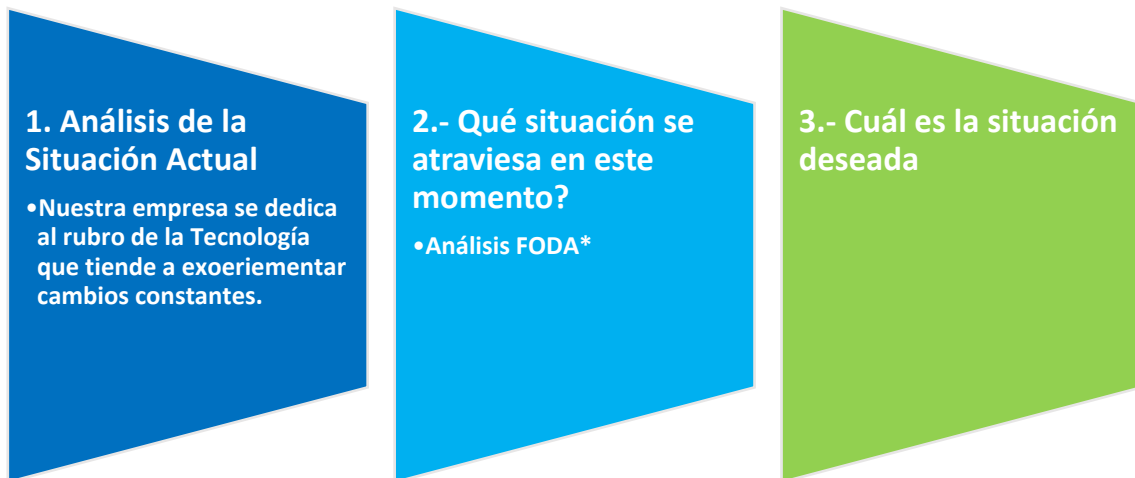 1. Análisis de la
Situación Actual
•Nuestra empresa se dedica
al rubro de la Tecnología
que tiende a exoeriementar
cambios constantes.
2.- Qué situación se
atraviesa en este
momento?
•Análisis FODA*
3.- Cuál es la situación
deseada